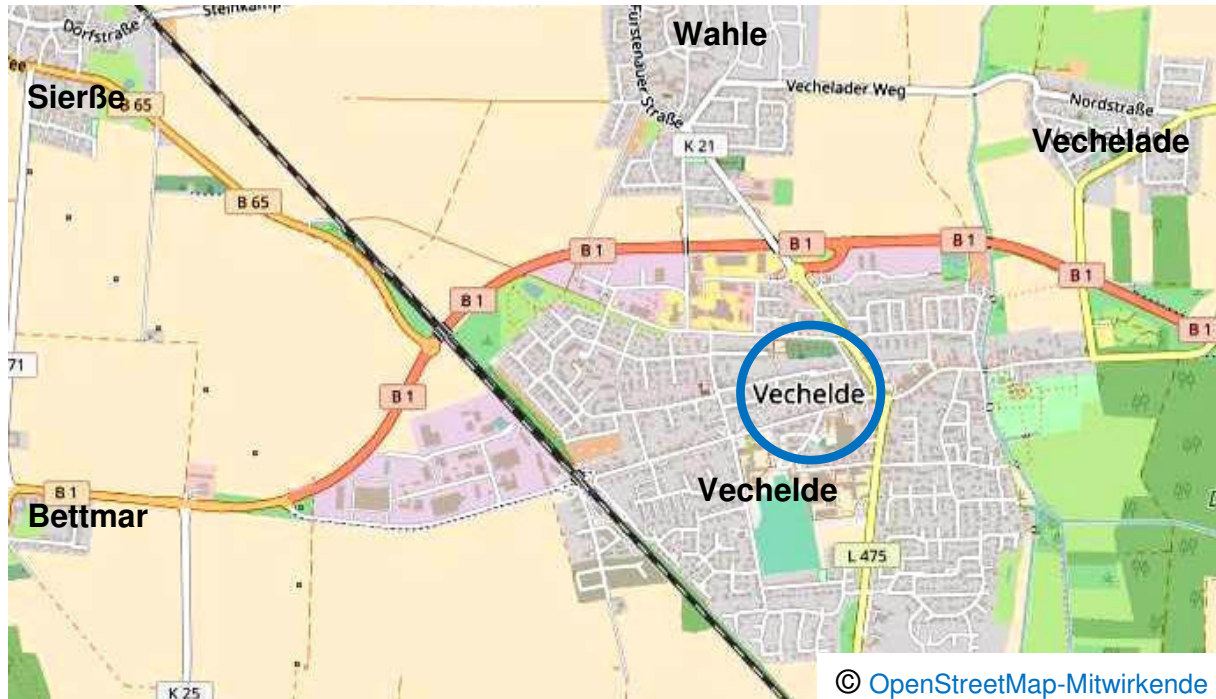 Steinkamp
Dorfstraße
Fürstenauer Straße
Wahle
Sierße
B 65
Vechelader Weg
Nordstraße
Vechelade
K 21
B 65
B 1
B 1
B 1
B 1
B 1
B 1
71
B 1
Vechelde
Vechelde
B 1
Bettmar
L 475
K 25
© OpenStreetMap-Mitwirkende